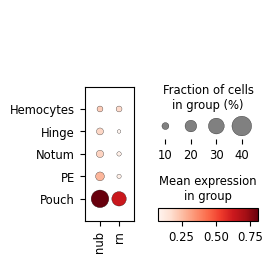 Fraction of cells
in group (%)
Hemocytes
Hinge
Notum
PE
Pouch
10 20 30 40
Mean expression
in group
0.25 0.50 0.75
nub
rn